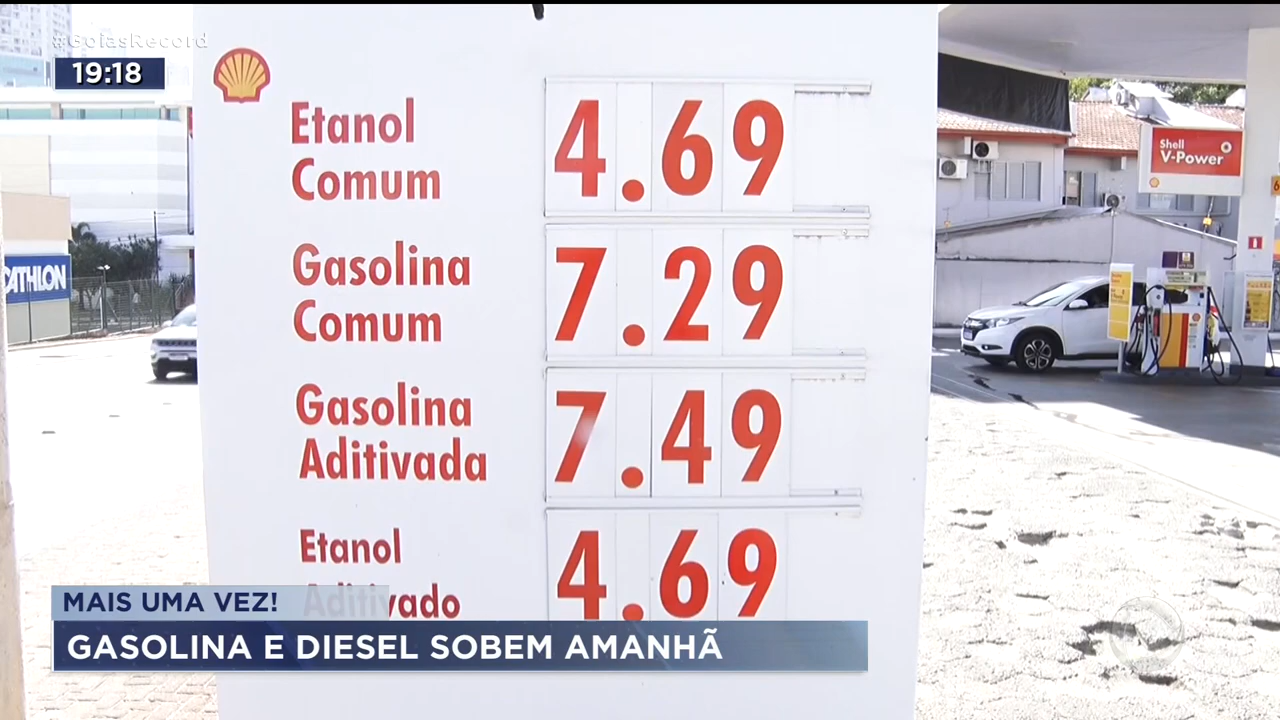 #GoiásRecord
19:18
Etanol
Comum
4.69
Gasolina
Comum
7.29
Gasolina
Aditivada
7.49
Etanol
Aditivado
4.69
CATHLON
Shell
V-Power
MAIS UMA VEZ!
GASOLINA E DIESEL SOBEM AMANHÃ